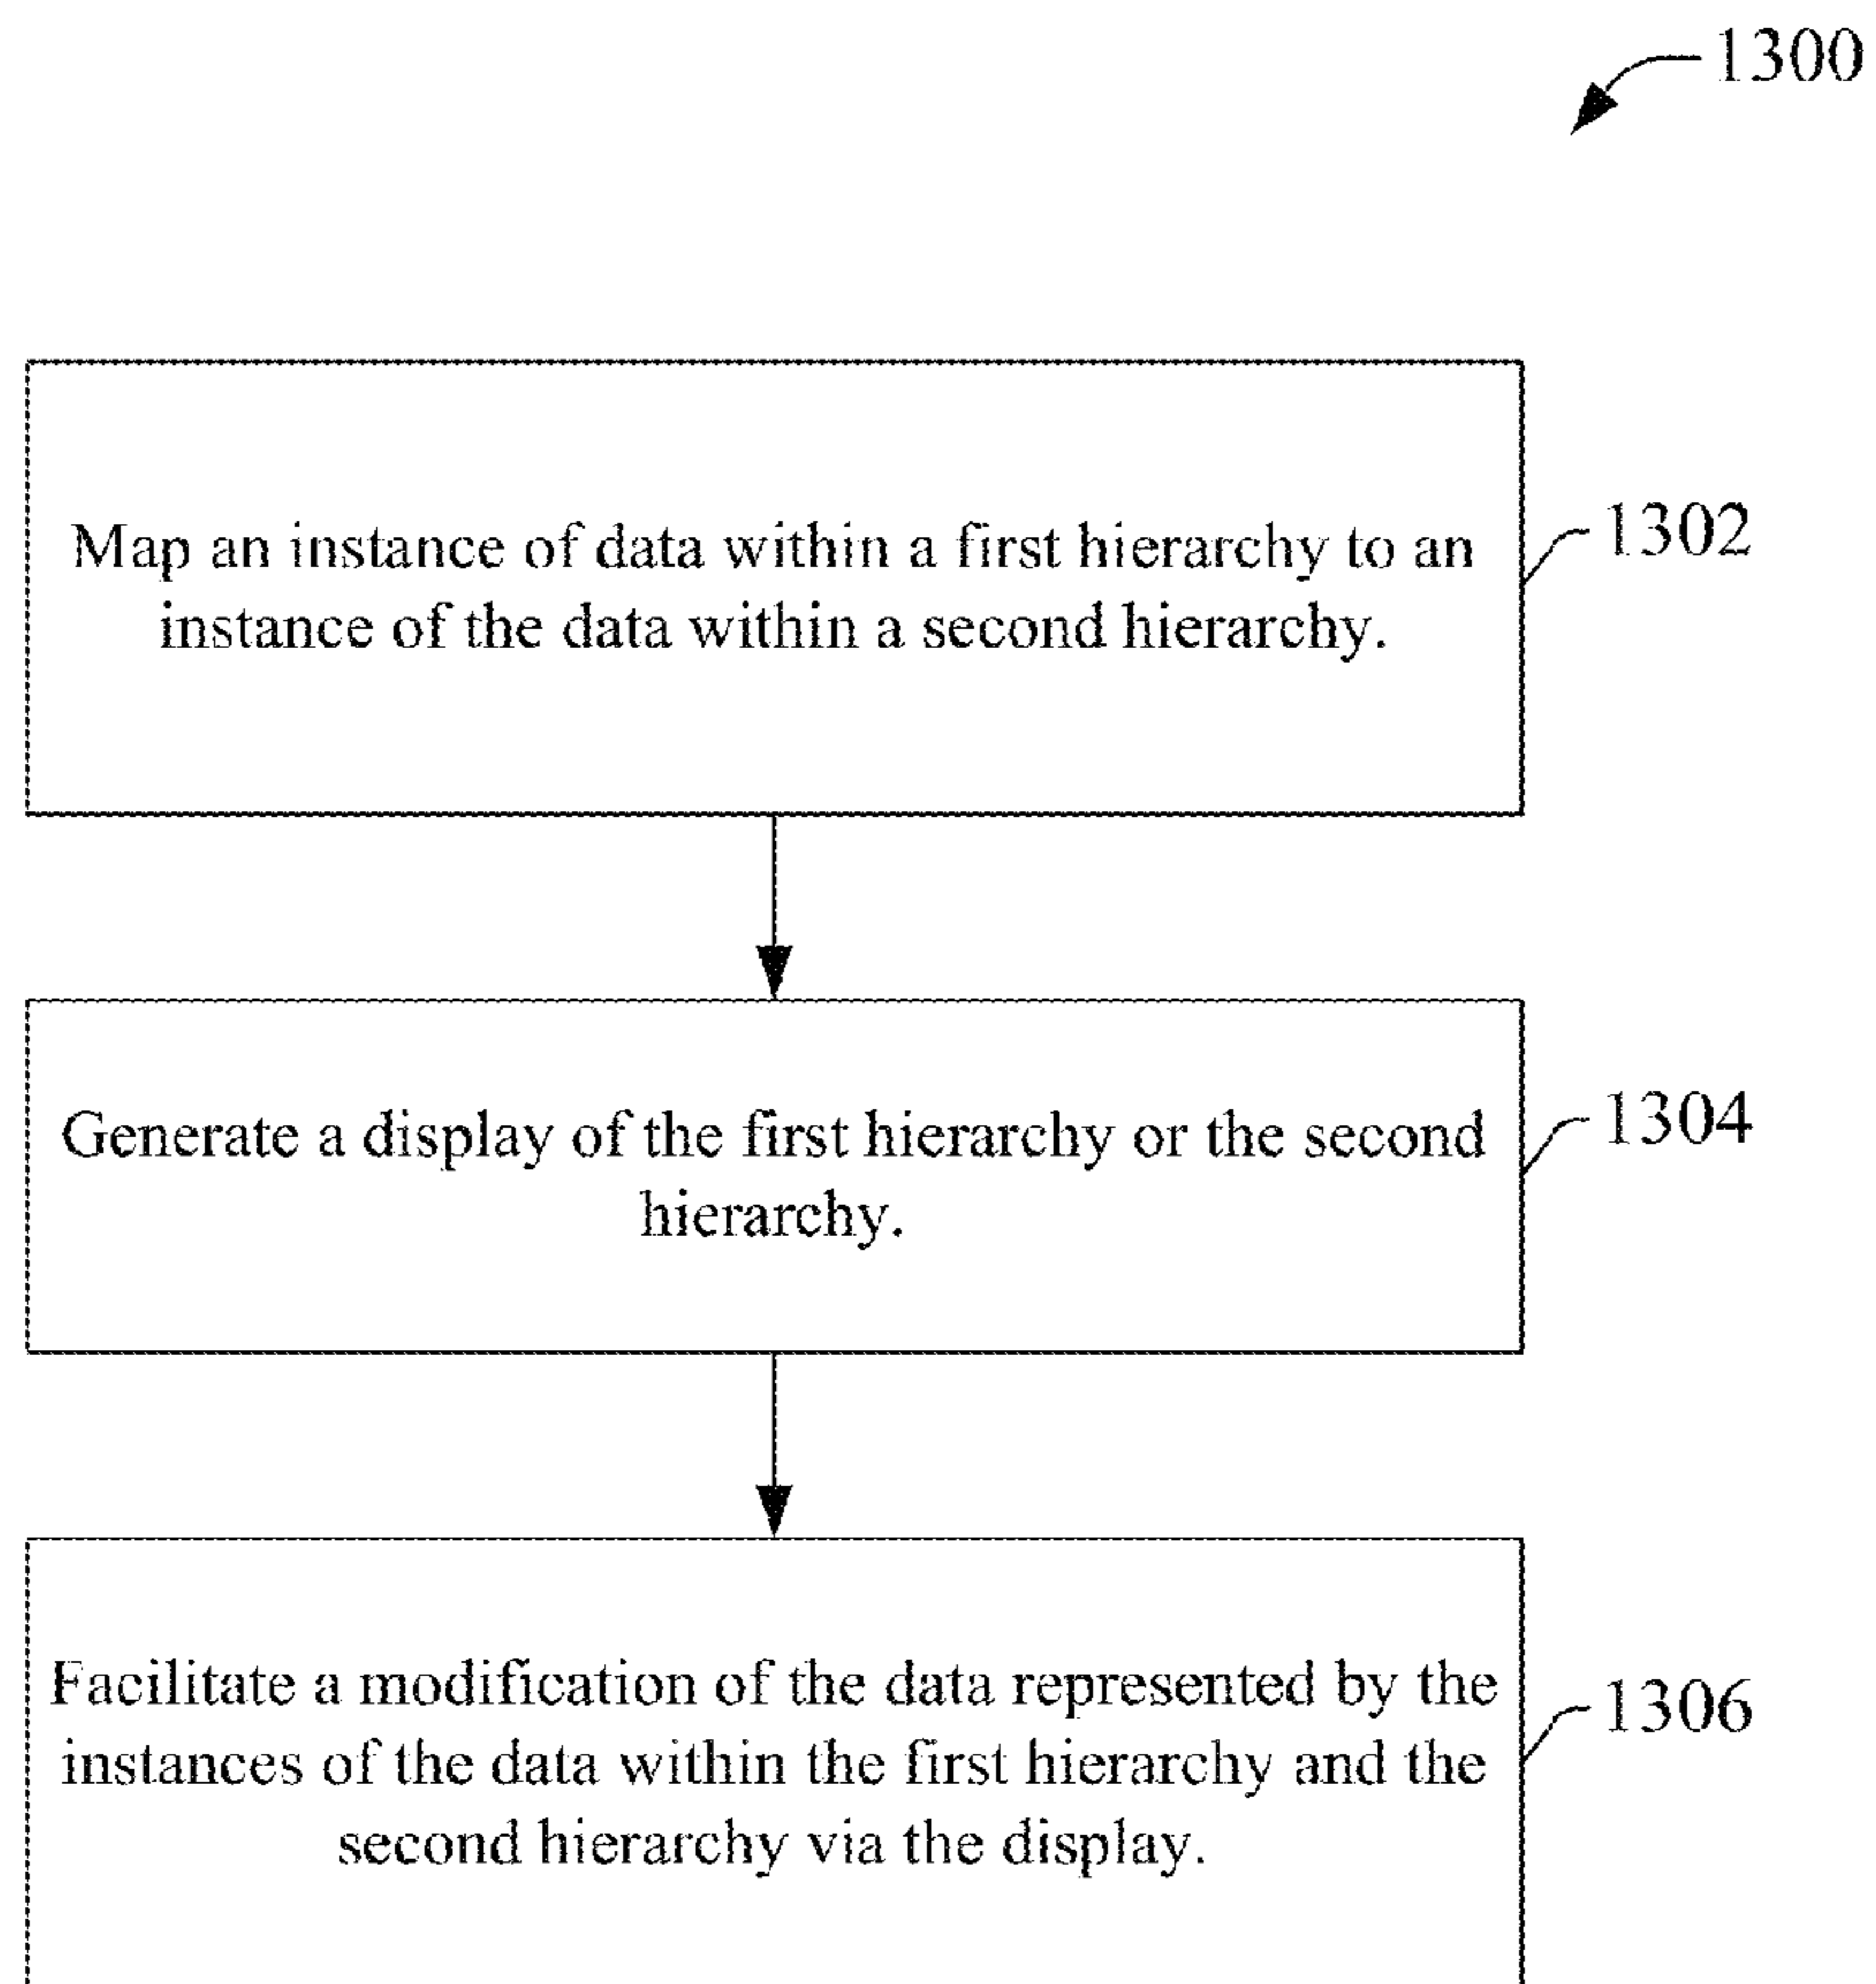 1300
Map an instance of data within a first hierarchy to an
instance of the data within a second hierarchy.
1302
Generate a display of the first hierarchy or the second
hierarchy.
1304
Facilitate a modification of the data represented by the
instances of the data within the first hierarchy and the
second hierarchy via the display.
1306